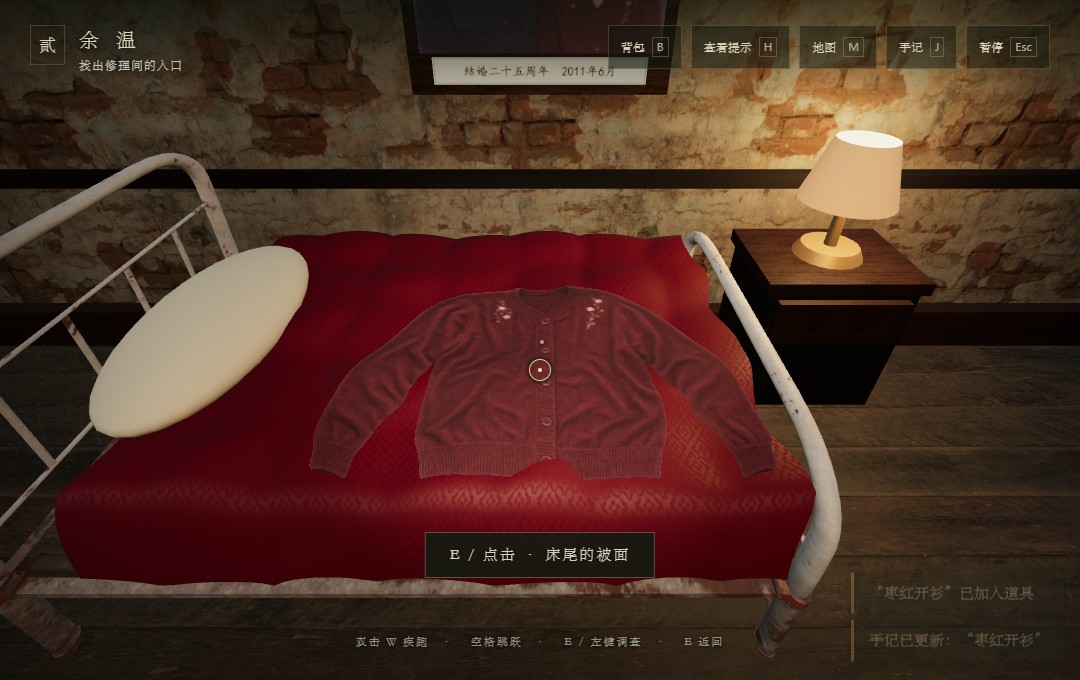 贰
余 温
找出修理间的入口
结婚二十五周年 2011年6月
背包 B
查看提示 H
地图 M
手记 J
暂停 Esc
E / 点击 · 床尾的被面
双击 W 疾跑 · 空格跳跃 · E / 左键调查 · E 返回
“枣红开衫”已加入道具
手记已更新：“枣红开衫”